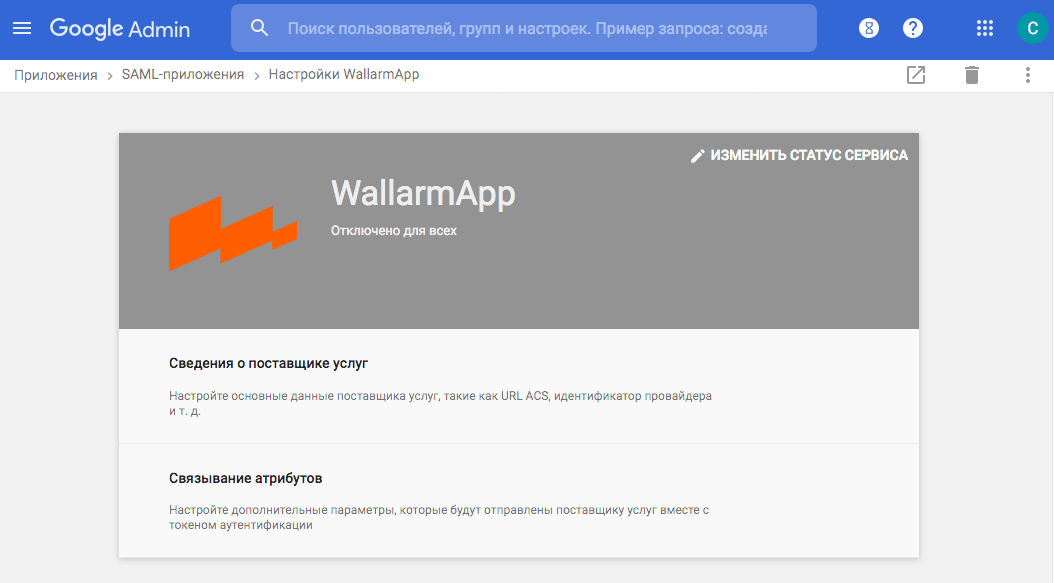 Google Admin
Поиск пользователей, групп и настроек. Пример запроса: созда
C
Приложения > SAML-приложения > Настройки WallarmApp
ИЗМЕНИТЬ СТАТУС СЕРВИСА
WallarmApp
Отключено для всех
Сведения о поставщике услуг
Настройте основные данные поставщика услуг, такие как URL ACS, идентификатор провайдера
и т. д.
Связывание атрибутов
Настройте дополнительные параметры, которые будут отправлены поставщику услуг вместе с
токеном аутентификации